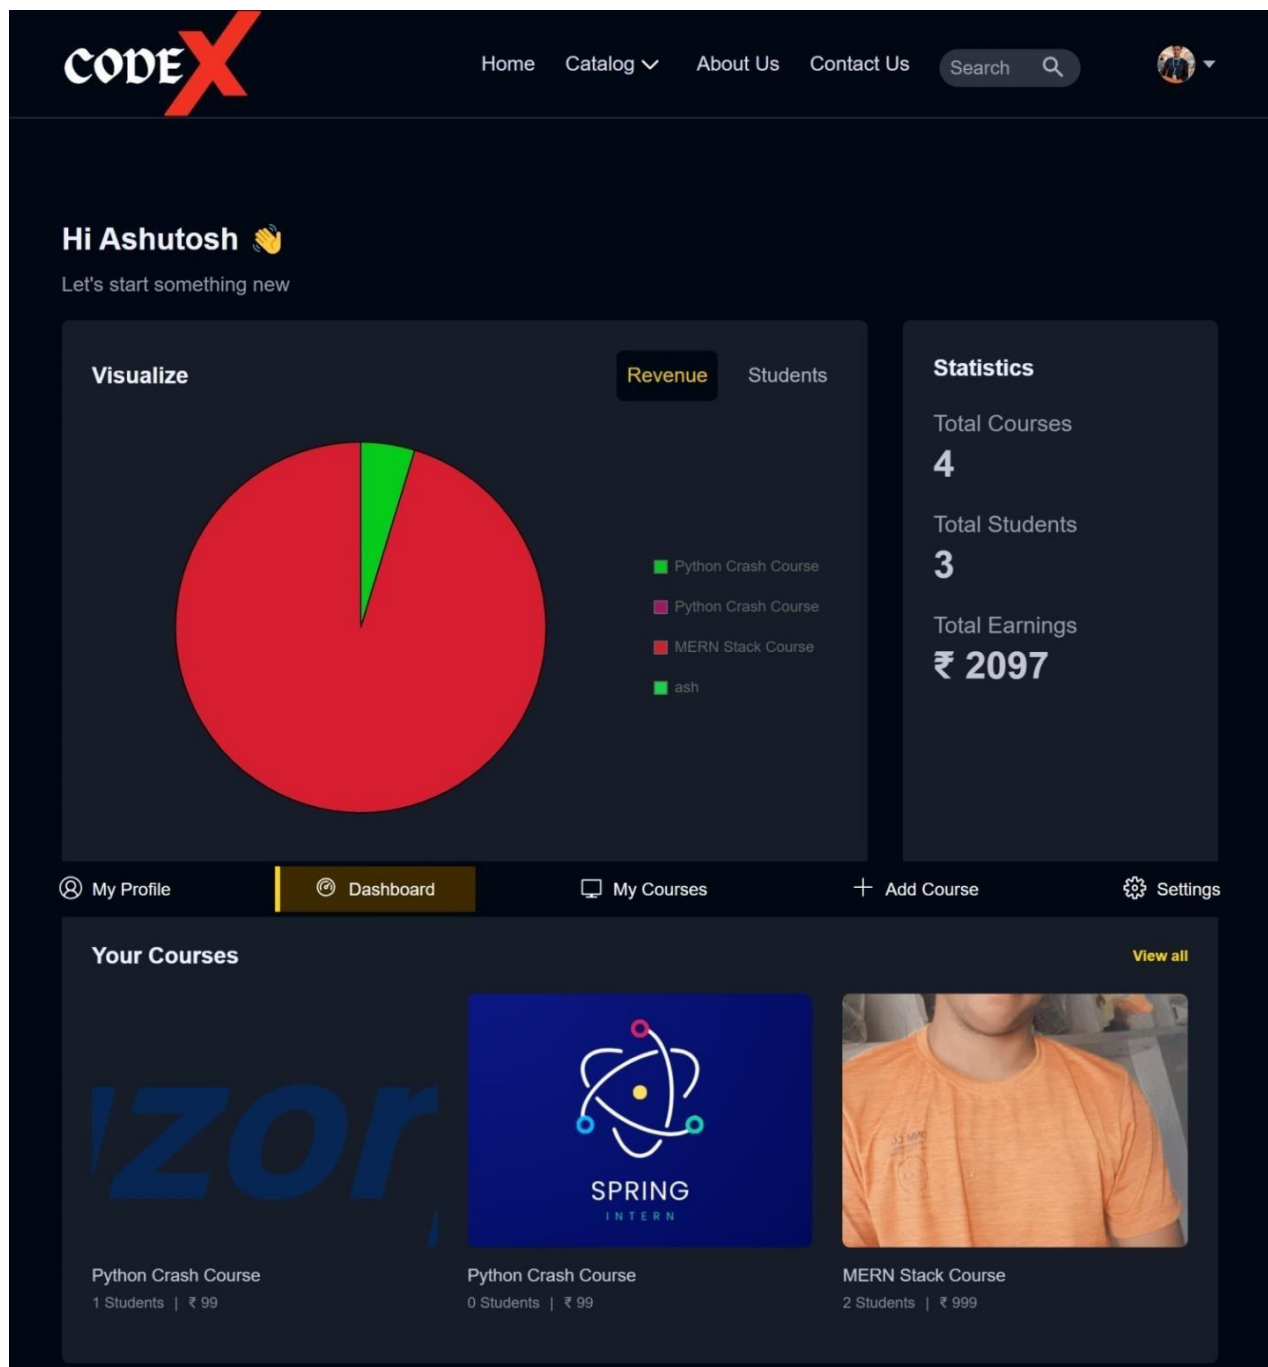 CODEX
Home Catalog About Us Contact Us Search
Hi Ashutosh 👋
Let's start something new
Visualize
Revenue Students
Python Crash Course
Python Crash Course
MERN Stack Course
ash
Statistics
Total Courses
4
Total Students
3
Total Earnings
₹ 2097
My Profile Dashboard My Courses Add Course Settings
Your Courses View all
zor
SPRING
INTERN
Python Crash Course
1 Students | ₹ 99
Python Crash Course
0 Students | ₹ 99
MERN Stack Course
2 Students | ₹ 999